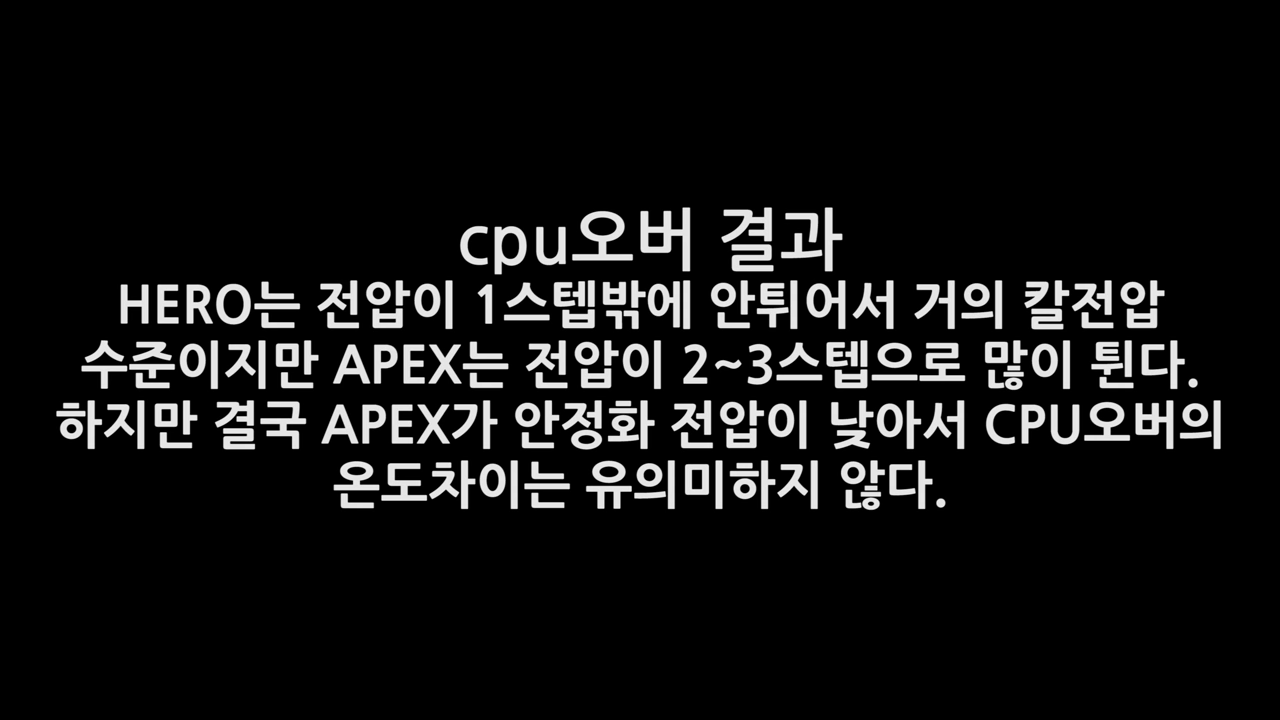 cpu오버 결과
HERO는 전압이 1스텝밖에 안튀어서 거의 칼전압
수준이지만 APEX는 전압이 2~3스텝으로 많이 튄다.
하지만 결국 APEX가 안정화 전압이 낮아서 CPU오버의
온도차이는 유의미하지 않다.